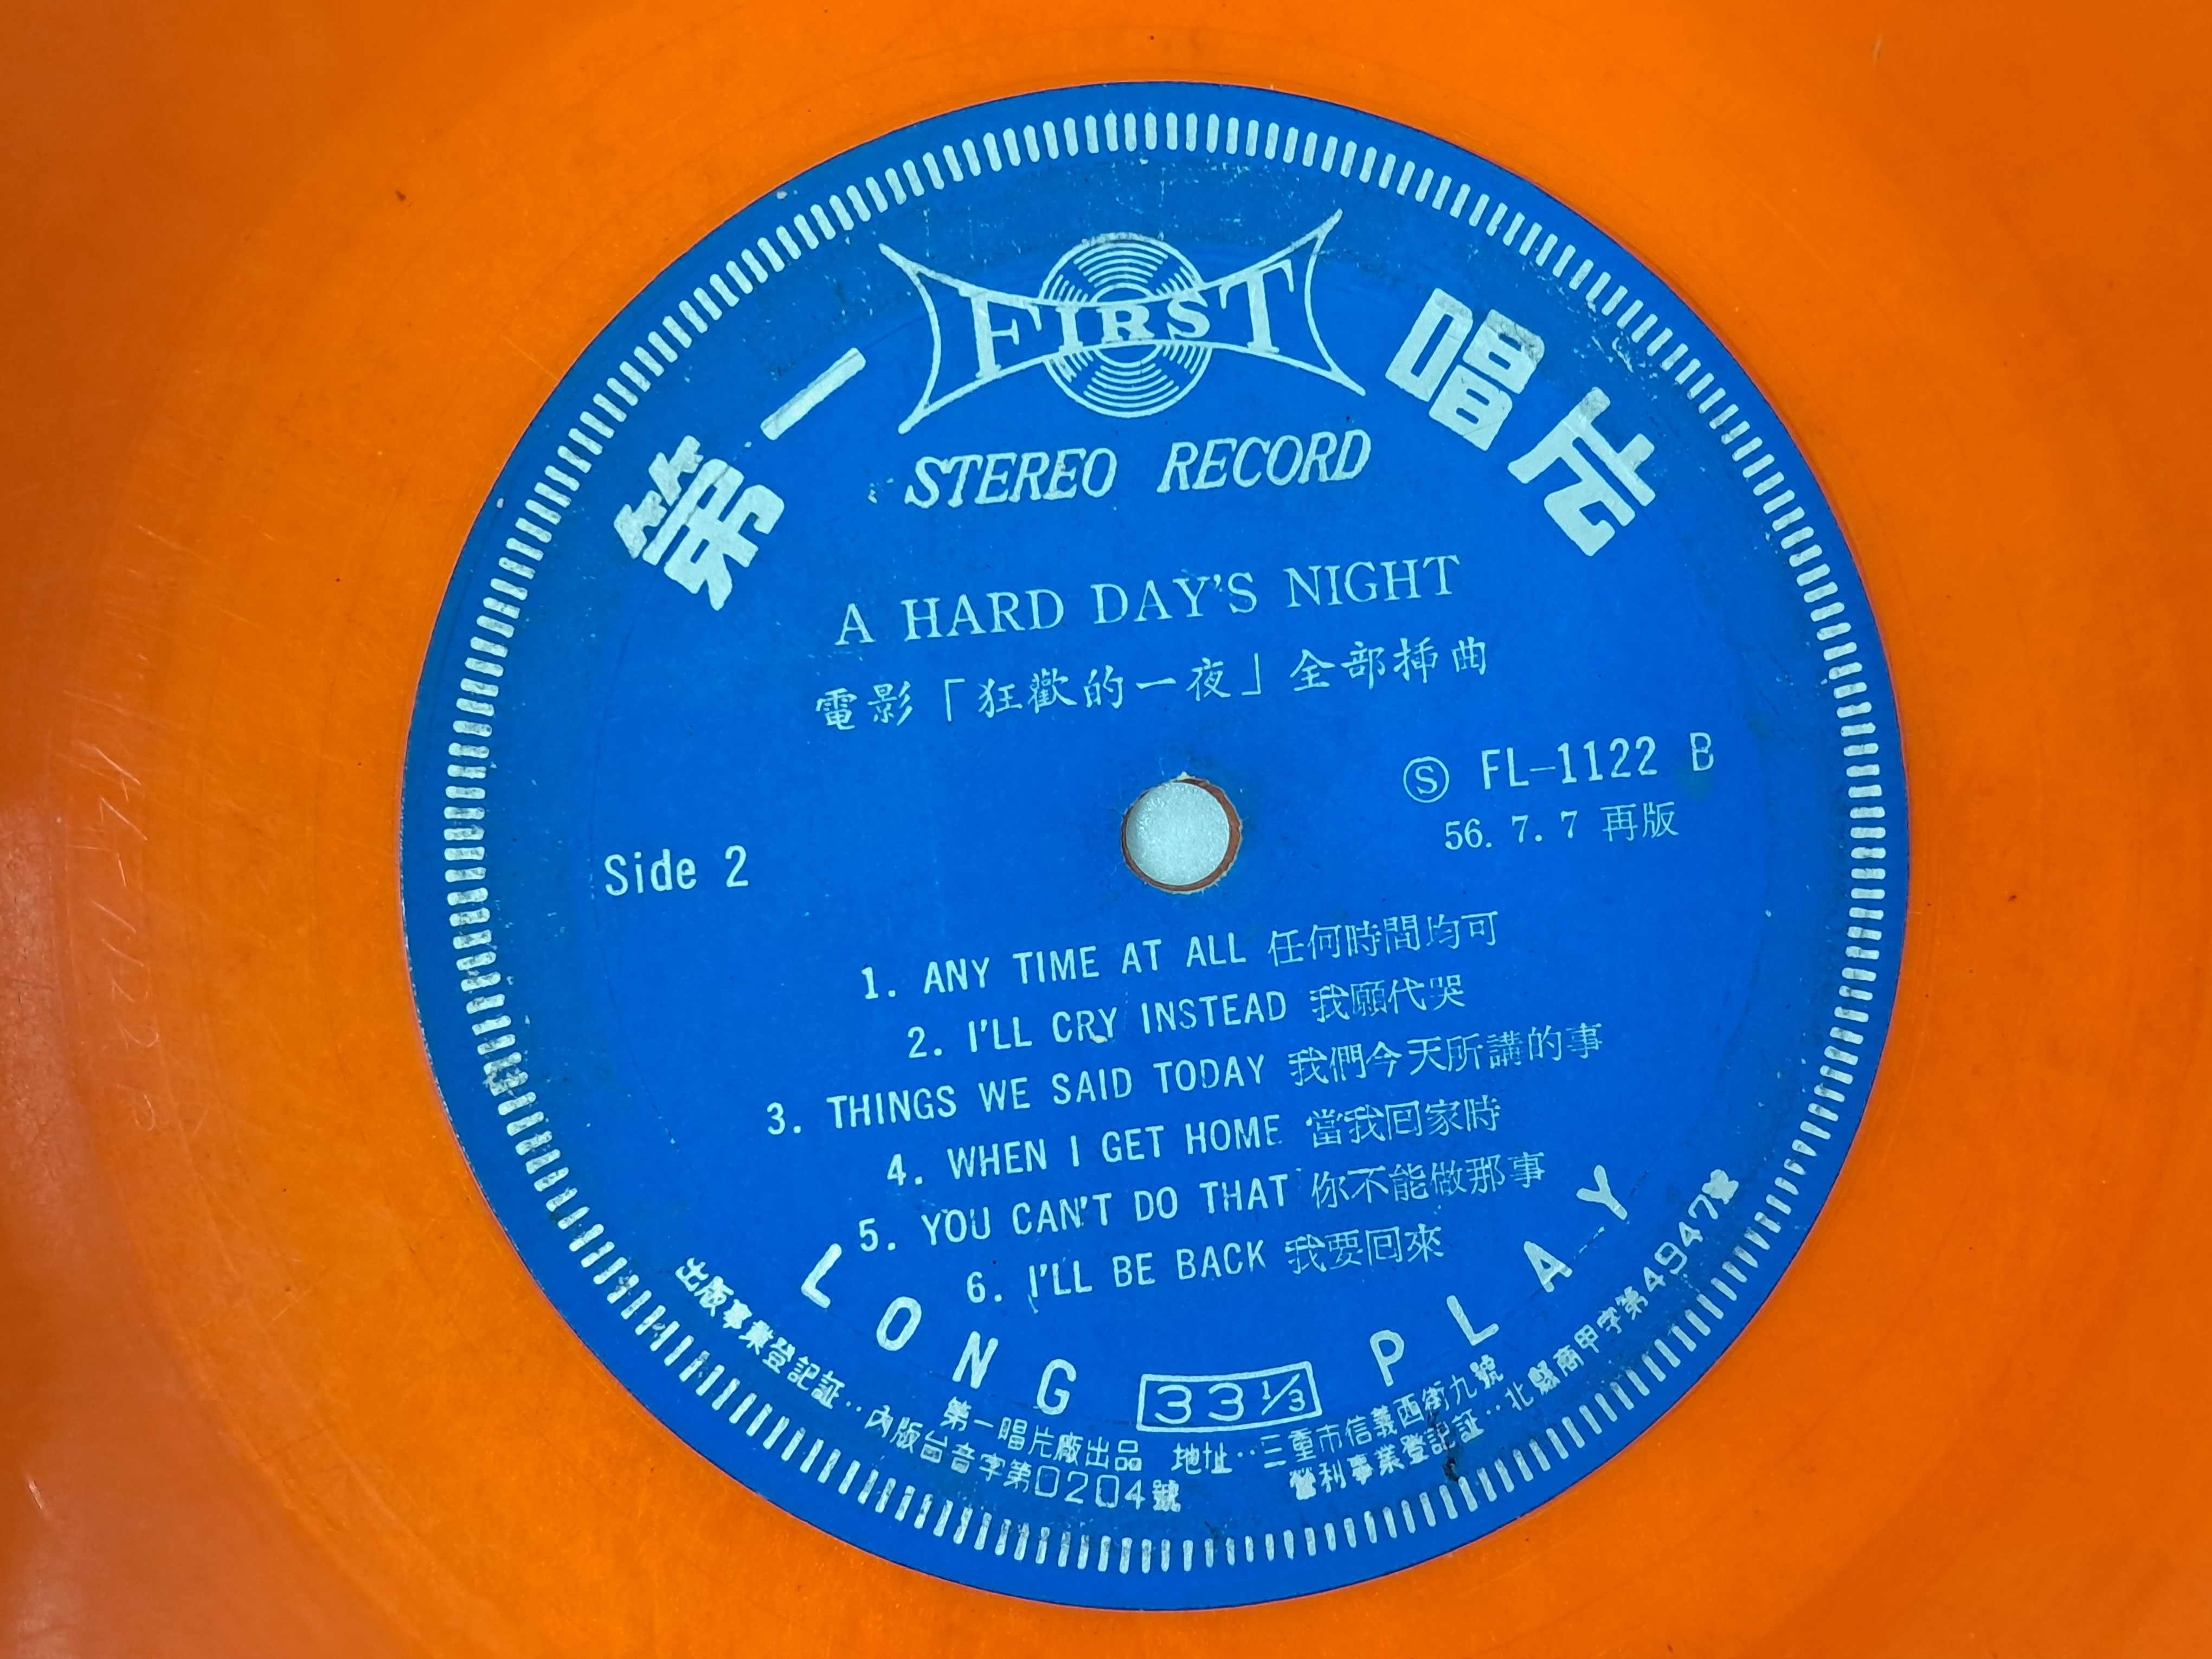 FIRST
第一唱片
STEREO RECORD
A HARD DAY'S NIGHT
電影「狂歡的一夜」全部揷曲
Ⓢ FL-1122 B
56. 7. 7 再版
Side 2
1. ANY TIME AT ALL 任何時間均可
2. I'LL CRY INSTEAD 我願代哭
3. THINGS WE SAID TODAY 我們今天所講的事
4. WHEN I GET HOME 當我回家時
5. YOU CAN'T DO THAT 你不能做那事
6. I'LL BE BACK 我要回來
LONG 33 1/3 PLAY
第一唱片廠出品 地址：三重市信義西街九號
出版事業登記証：內版台音字第0204號
營利事業登記証：北縣商甲字第4947號
FL-1122 B